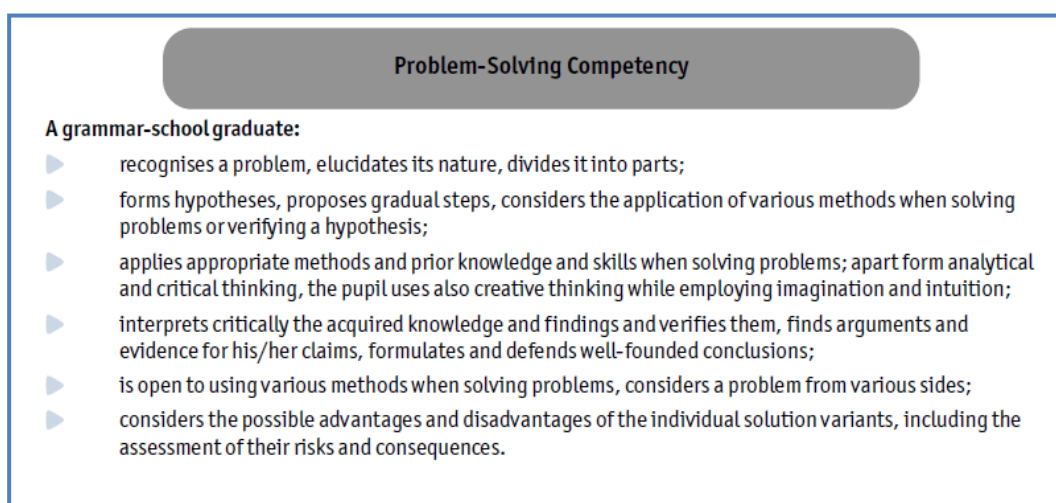 Problem-Solving Competency
A grammar-school graduate:
recognises a problem, elucidates its nature, divides it into parts;
forms hypotheses, proposes gradual steps, considers the application of various methods when solving
problems or verifying a hypothesis;
applies appropriate methods and prior knowledge and skills when solving problems; apart form analytical
and critical thinking, the pupil uses also creative thinking while employing imagination and intuition;
interprets critically the acquired knowledge and findings and verifies them, finds arguments and
evidence for his/her claims, formulates and defends well-founded conclusions;
is open to using various methods when solving problems, considers a problem from various sides;
considers the possible advantages and disadvantages of the individual solution variants, including the
assessment of their risks and consequences.